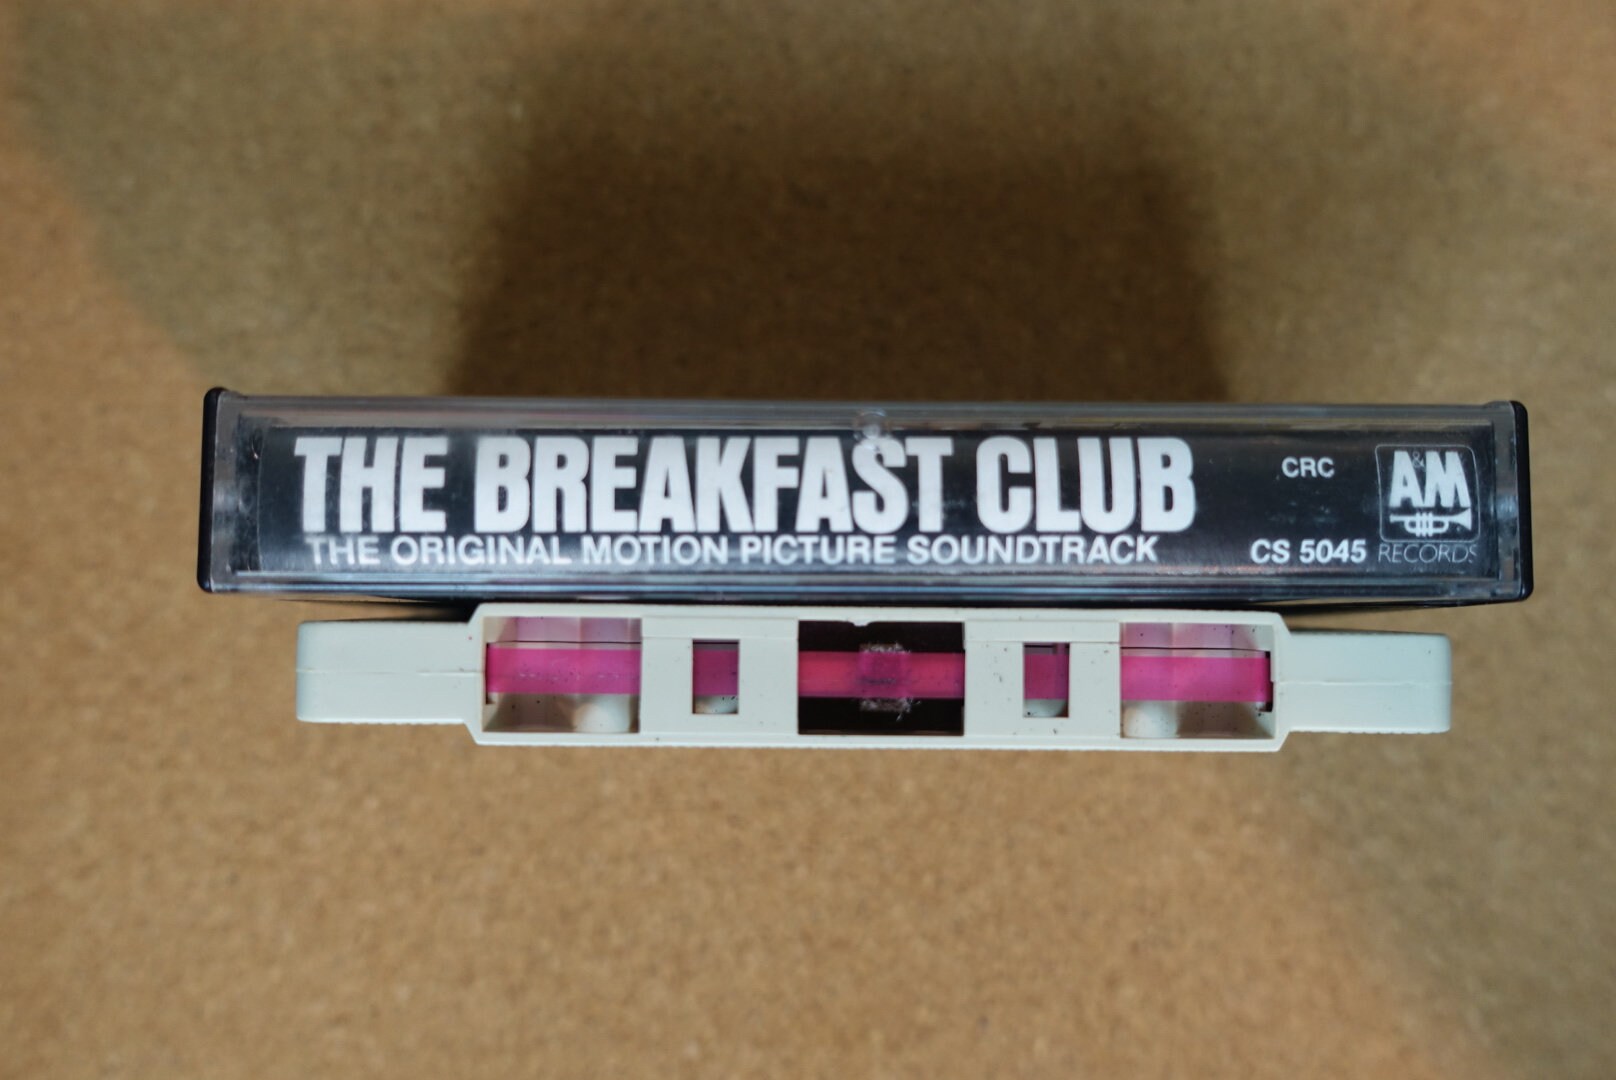 THE BREAKFAST CLUB
THE ORIGINAL MOTION PICTURE SOUNDTRACK
CRC
CS 5045
A&M
RECORDS